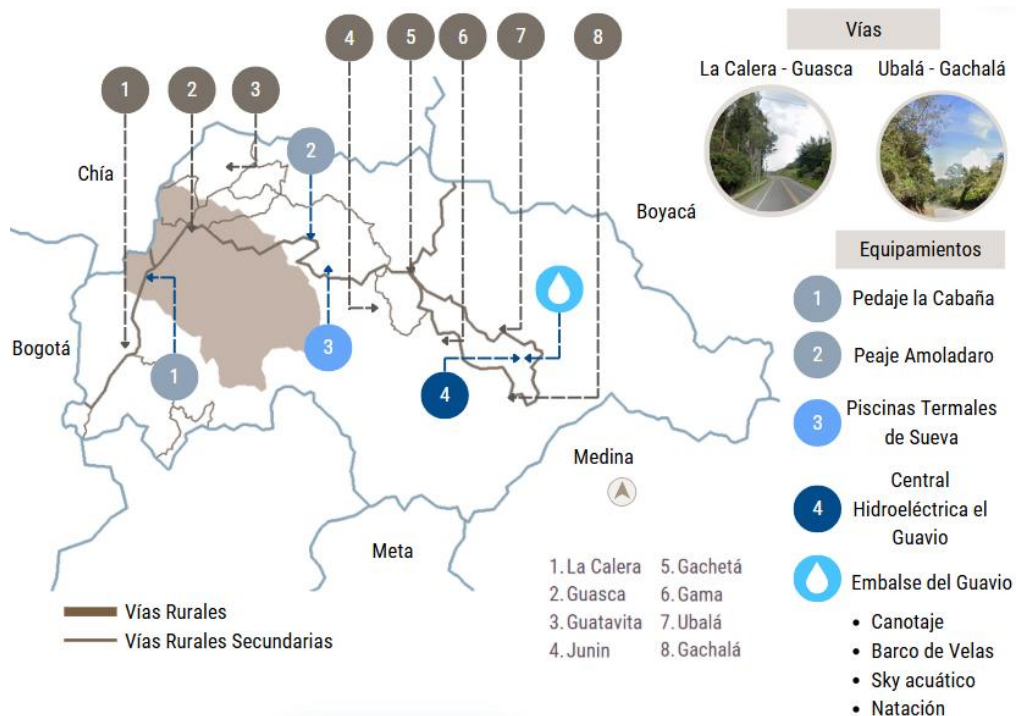 1
2
3
4
5
6
7
8
Vías
La Calera - Guasca
Ubalá - Gachalá
Chía
2
Boyacá
Equipamientos
1 Pedaje la Cabaña
2 Peaje Amoladaro
3 Piscinas Termales
de Sueva
4 Central
Hidroeléctrica el
Guavio
Embalse del Guavio
• Canotaje
• Barco de Velas
• Sky acuático
• Natación
Bogotá
3
1
4
Medina
Meta
1. La Calera
2. Guasca
3. Guatavita
4. Junin
5. Gachetá
6. Gama
7. Ubalá
8. Gachalá
Vías Rurales
Vías Rurales Secundarias